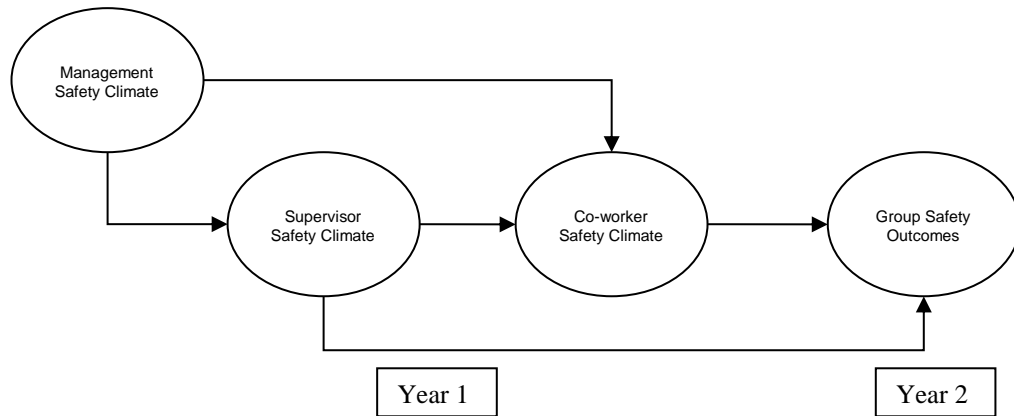 Management
Safety Climate
Supervisor
Safety Climate
Co-worker
Safety Climate
Group Safety
Outcomes
Year 1
Year 2